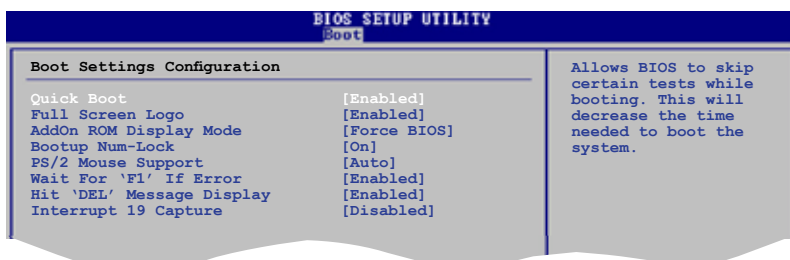 BIOS SETUP UTILITY
Boot
Boot Settings Configuration
Quick Boot [Enabled]
Full Screen Logo [Enabled]
AddOn ROM Display Mode [Force BIOS]
Bootup Num-Lock [On]
PS/2 Mouse Support [Auto]
Wait For ‘F1’ If Error [Enabled]
Hit ‘DEL’ Message Display [Enabled]
Interrupt 19 Capture [Disabled]
Allows BIOS to skip
certain tests while
booting. This will
decrease the time
needed to boot the
system.